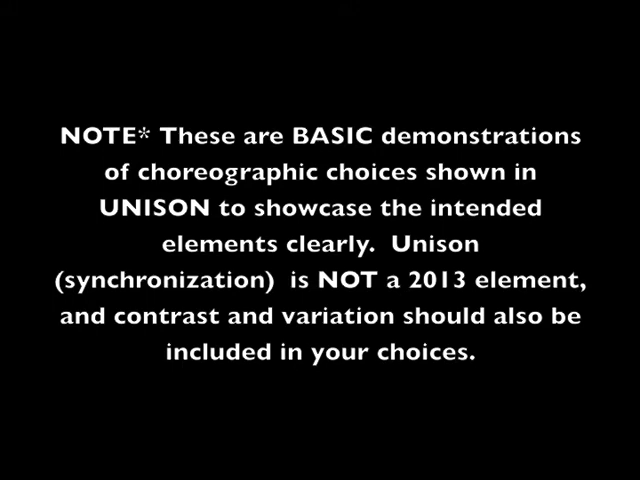 NOTE* These are BASIC demonstrations
of choreographic choices shown in
UNISON to showcase the intended
elements clearly.  Unison
(synchronization)  is NOT a 2013 element,
and contrast and variation should also be
included in your choices.